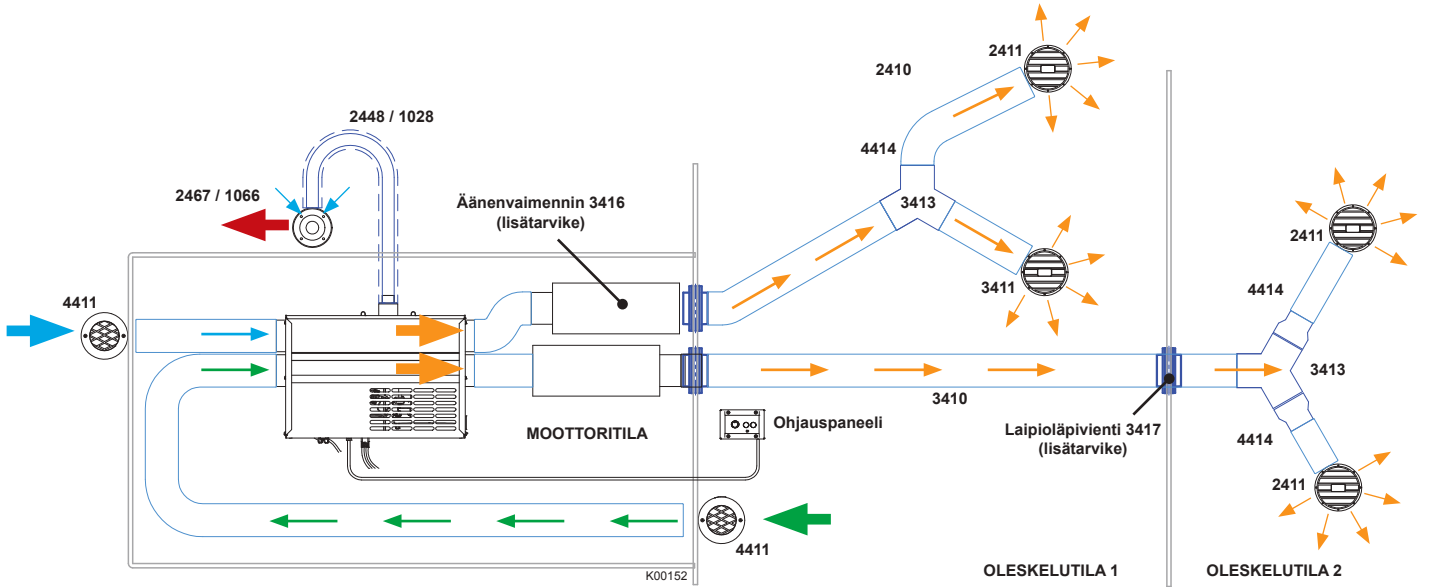 2411
2410
2448 / 1028
4414
2467 / 1066
Äänenvaimennin 3416
(lisätarvike)
3413
2411
3411
4414
4411
3413
3410
Ohjauspaneeli
MOOTTORITILA
Laipioläpivienti 3417
(lisätarvike)
4414
2411
4411
K00152
OLESKELUTILA 1
OLESKELUTILA 2